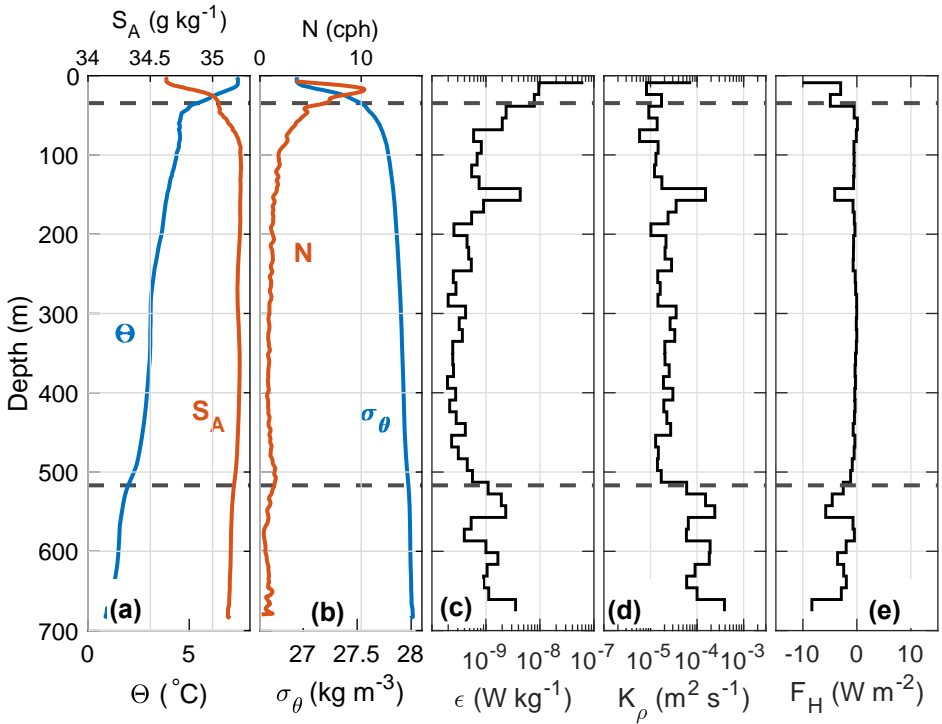 S_A (g kg⁻¹)
N (cph)
34 34.5 35
0 10
0
100
200
300
400
500
600
700
Depth (m)
Θ
S_A
N
σ_θ
(a)
(b)
(c)
(d)
(e)
0 5
27 27.5 28
10⁻⁹ 10⁻⁸ 10⁻⁷
10⁻⁵ 10⁻⁴ 10⁻³
-10 0 10
Θ (°C)
σ_θ (kg m⁻³)
ϵ (W kg⁻¹)
K_ρ (m² s⁻¹)
F_H (W m⁻²)